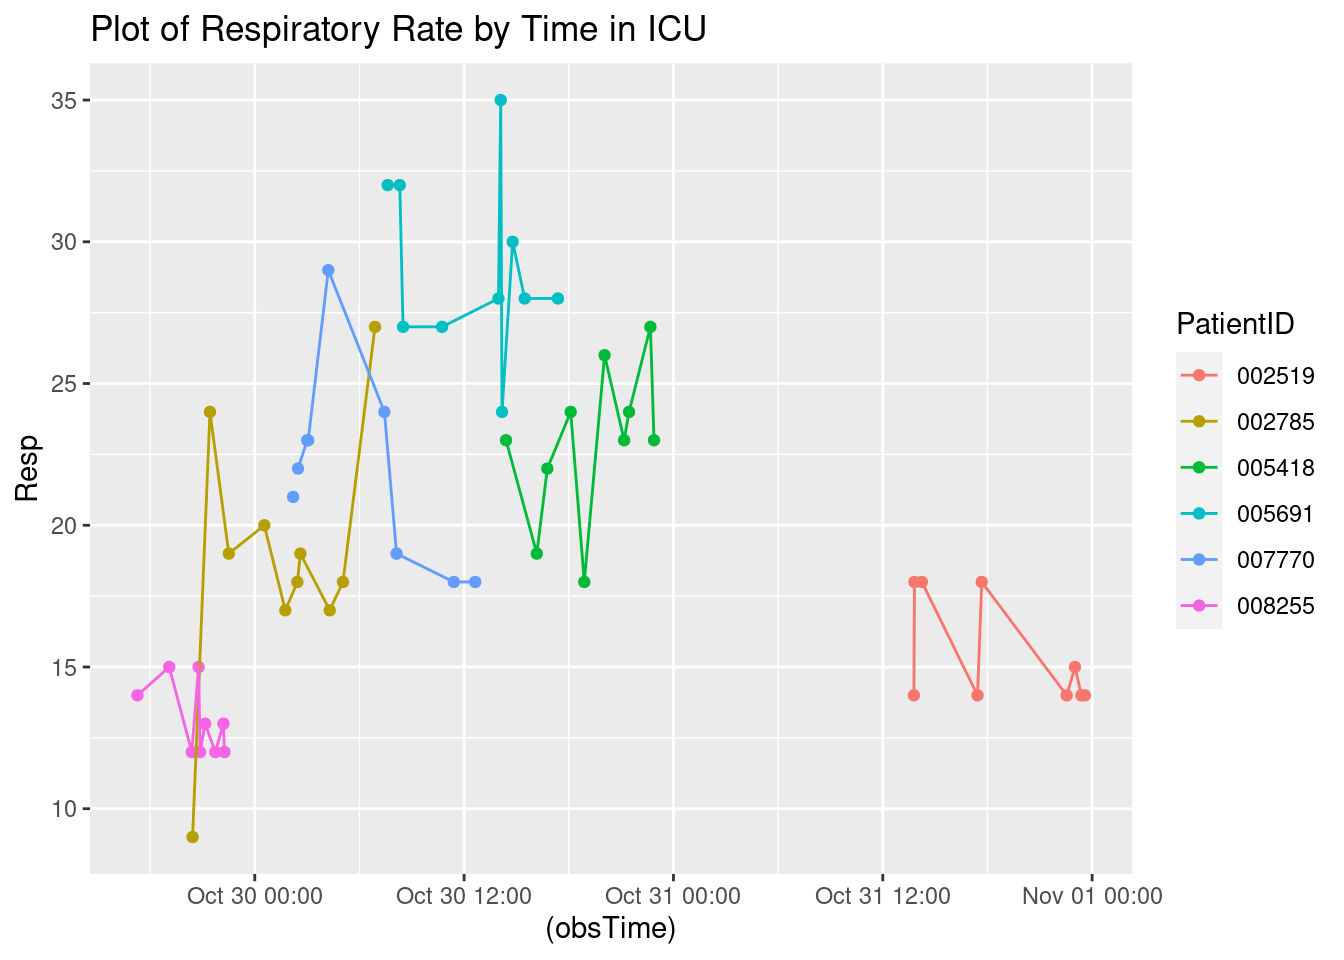 Plot of Respiratory Rate by Time in ICU
35
30
25
20
15
10
Resp
Oct 30 00:00
Oct 30 12:00
Oct 31 00:00
Oct 31 12:00
Nov 01 00:00
(obsTime)
PatientID
002519
002785
005418
005691
007770
008255